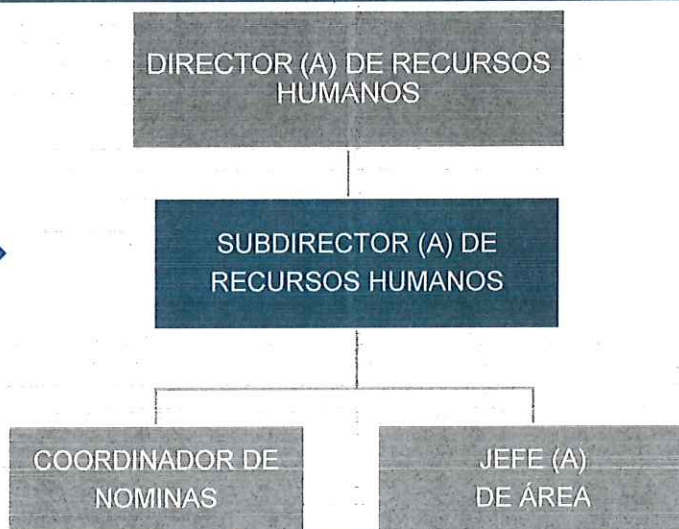 DIRECTOR (A) DE RECURSOS
HUMANOS
SUBDIRECTOR (A) DE
RECURSOS HUMANOS
COORDINADOR DE
NOMINAS
JEFE (A)
DE ÁREA